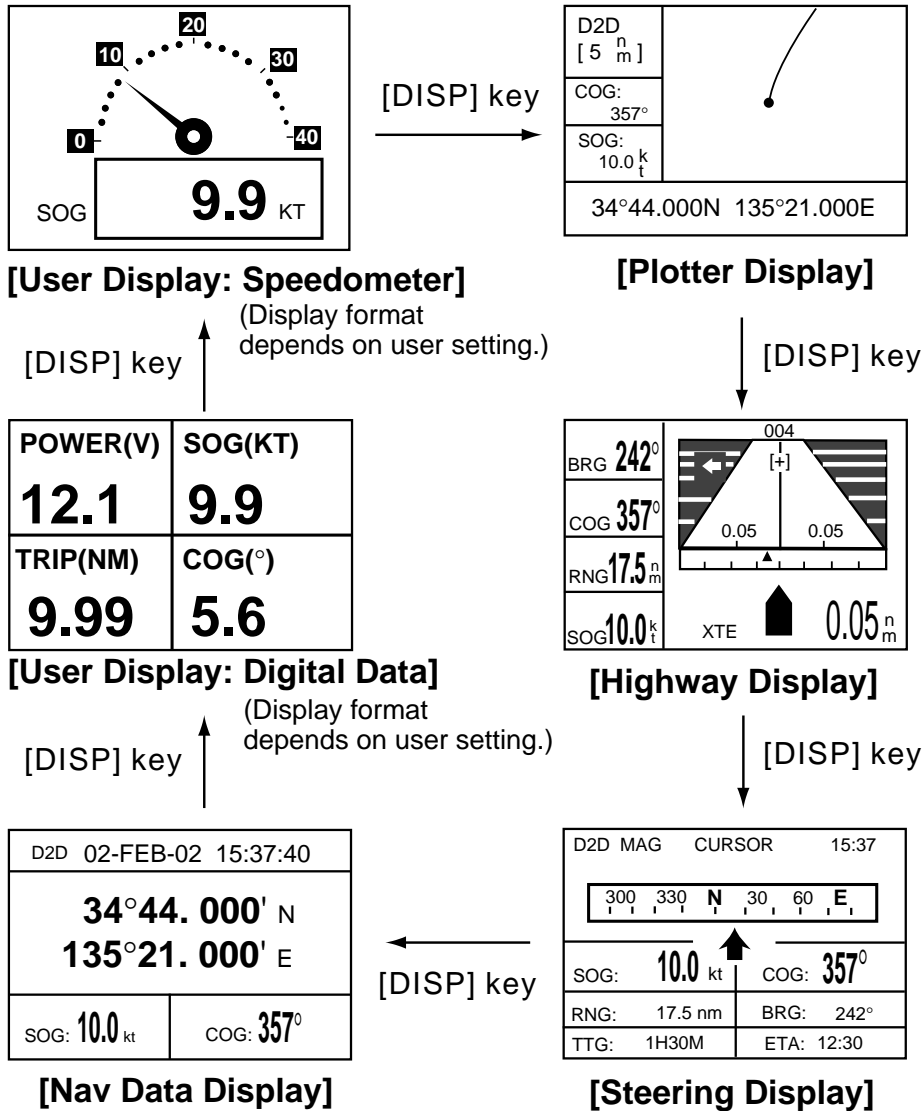 20
10
30
0
40
SOG 9.9 KT
[User Display: Speedometer]
(Display format
depends on user setting.)
[DISP] key
D2D
[ 5 nm ]
COG:
357°
SOG:
10.0 kt
34°44.000N 135°21.000E
[Plotter Display]
[DISP] key
BRG 242°
COG 357°
RNG 17.5 nm
SOG 10.0 kt
004
[+]
0.05 0.05
XTE 0.05 nm
[Highway Display]
[DISP] key
D2D MAG CURSOR 15:37
300 330 N 30 60 E
SOG: 10.0 kt COG: 357°
RNG: 17.5 nm BRG: 242°
TTG: 1H30M ETA: 12:30
[Steering Display]
[DISP] key
D2D 02-FEB-02 15:37:40
34°44. 000' N
135°21. 000' E
SOG: 10.0 kt COG: 357°
[Nav Data Display]
[DISP] key
POWER(V) SOG(KT)
12.1 9.9
TRIP(NM) COG(°)
9.99 5.6
[User Display: Digital Data]
(Display format
depends on user setting.)
[DISP] key